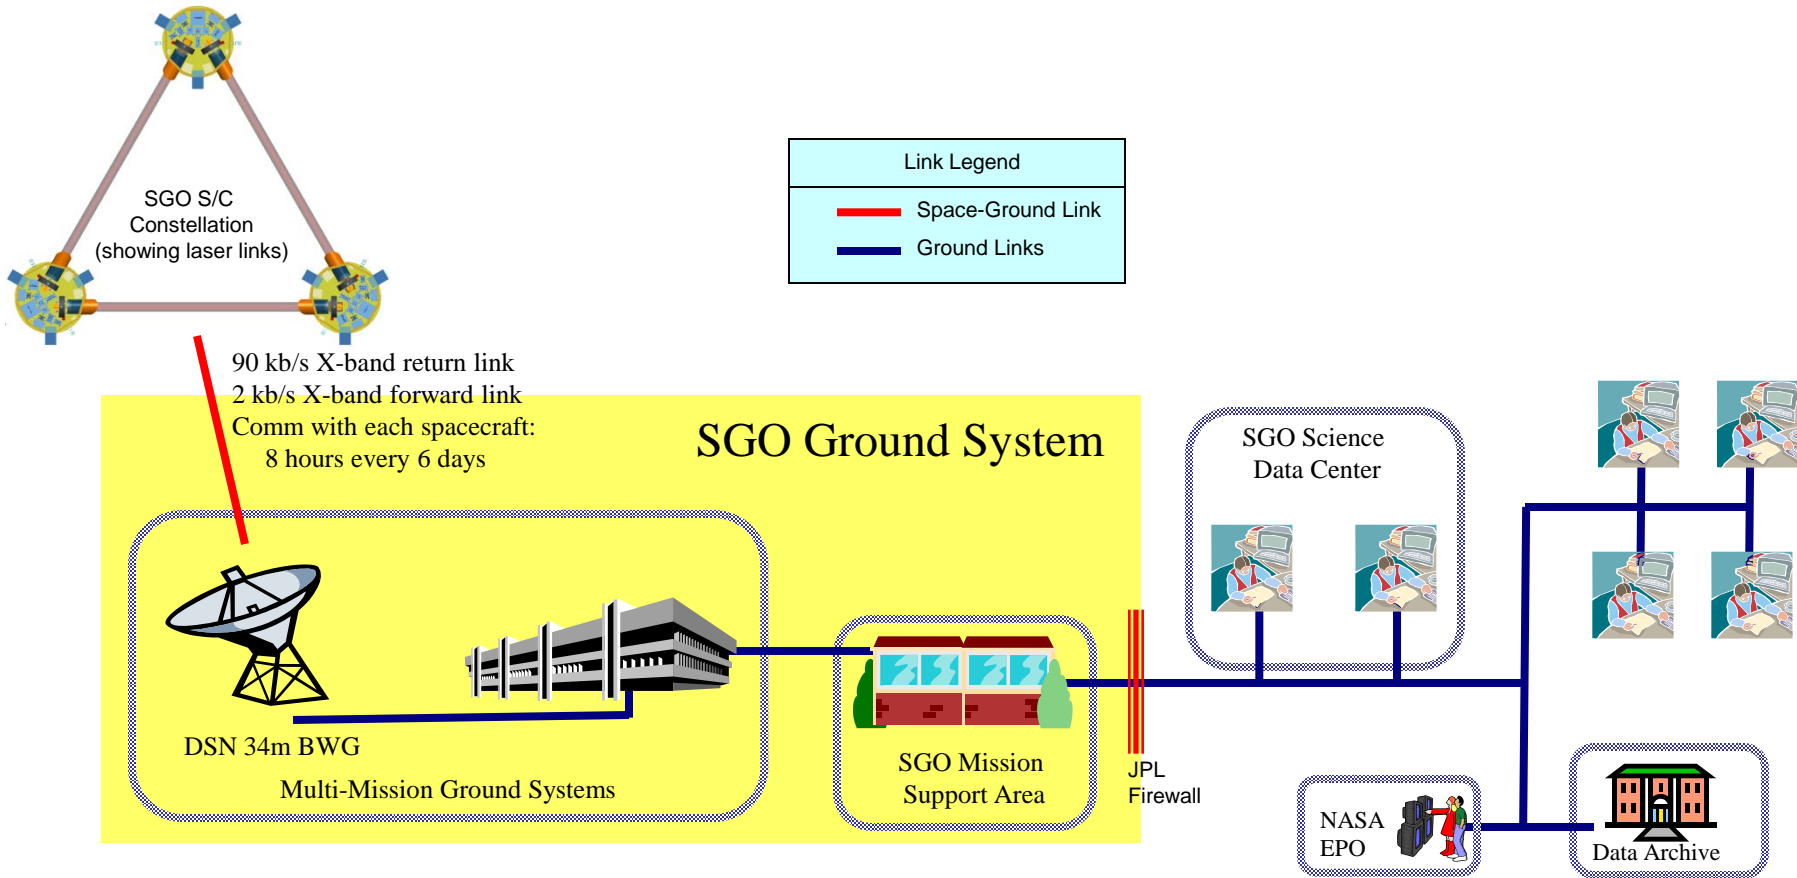 SGO S/C
Constellation
(showing laser links)
Link Legend
Space-Ground Link
Ground Links
90 kb/s X-band return link
2 kb/s X-band forward link
Comm with each spacecraft:
8 hours every 6 days
SGO Ground System
SGO Science
Data Center
DSN 34m BWG
Multi-Mission Ground Systems
SGO Mission
Support Area
JPL
Firewall
NASA
EPO
Data Archive